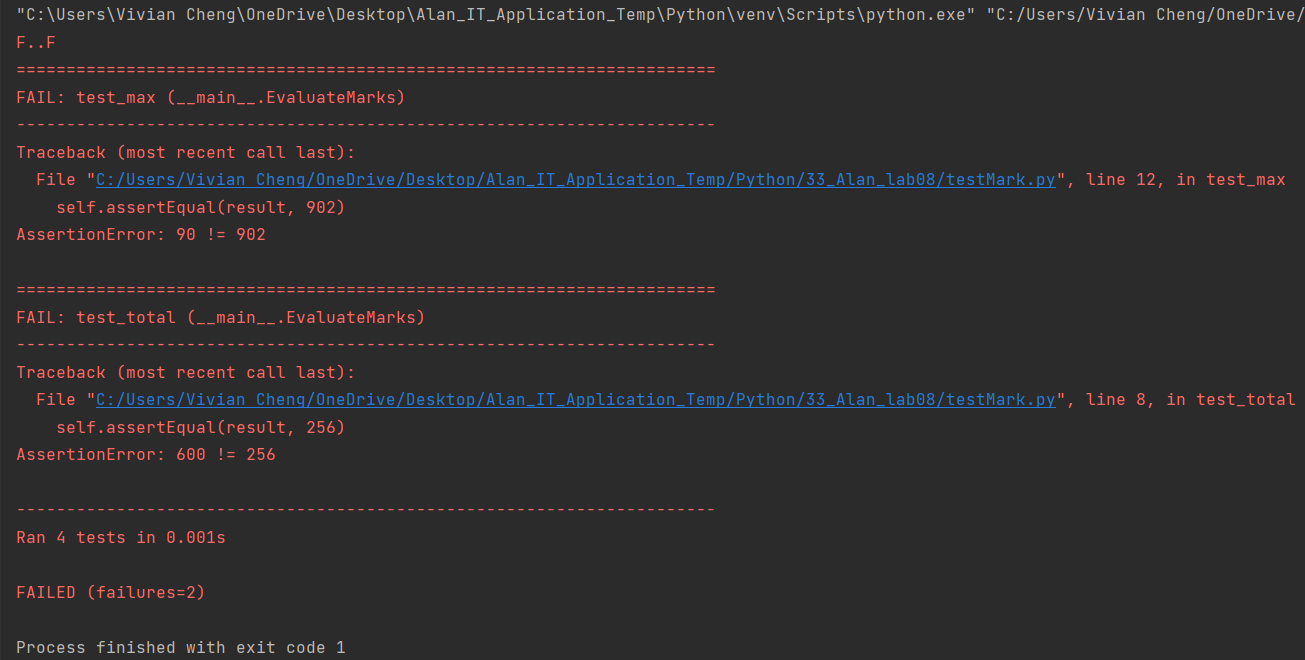 "C:\Users\Vivian Cheng\OneDrive\Desktop\Alan_IT_Application_Temp\Python\venv\Scripts\python.exe" "C:/Users/Vivian Cheng/OneDrive/
F..F
======================================================================
FAIL: test_max (__main__.EvaluateMarks)
----------------------------------------------------------------------
Traceback (most recent call last):
  File "C:/Users/Vivian Cheng/OneDrive/Desktop/Alan_IT_Application_Temp/Python/33_Alan_lab08/testMark.py", line 12, in test_max
    self.assertEqual(result, 902)
AssertionError: 90 != 902

======================================================================
FAIL: test_total (__main__.EvaluateMarks)
----------------------------------------------------------------------
Traceback (most recent call last):
  File "C:/Users/Vivian Cheng/OneDrive/Desktop/Alan_IT_Application_Temp/Python/33_Alan_lab08/testMark.py", line 8, in test_total
    self.assertEqual(result, 256)
AssertionError: 600 != 256

----------------------------------------------------------------------
Ran 4 tests in 0.001s

FAILED (failures=2)

Process finished with exit code 1